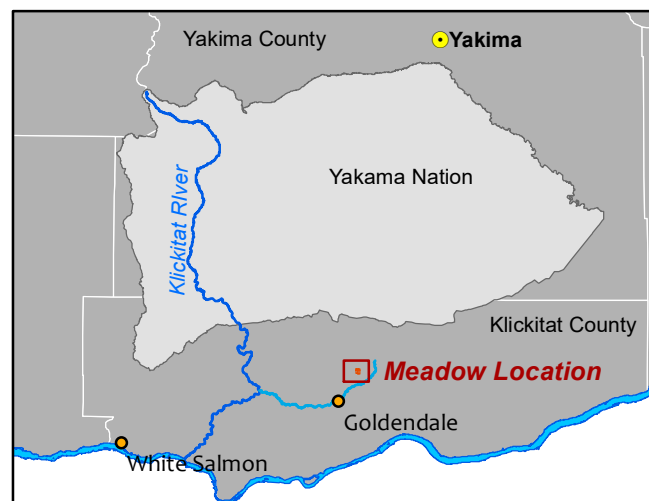 Yakima County
Yakima
Yakama Nation
Klickitat RIver
Klickitat County
Meadow Location
Goldendale
White Salmon